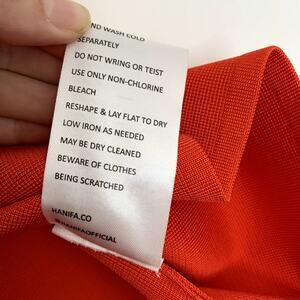 ND WASH COLD
SEPARATELY
DO NOT WRING OR TEIST
USE ONLY NON-CHLORINE
BLEACH
RESHAPE & LAY FLAT TO DRY
LOW IRON AS NEEDED
MAY BE DRY CLEANED
BEWARE OF CLOTHES
BEING SCRATCHED
HANIFA.CO
@HANIFAOFFICIAL